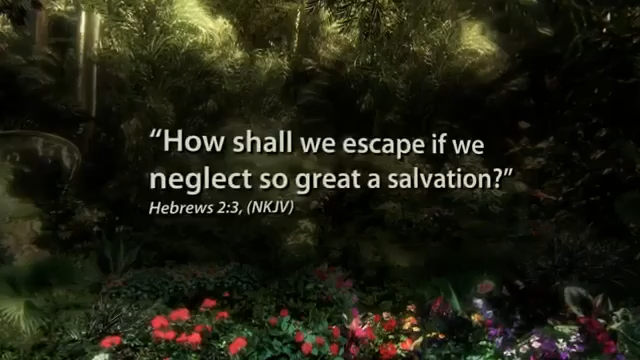 “How shall we escape if we
neglect so great a salvation?”
Hebrews 2:3, (NKJV)